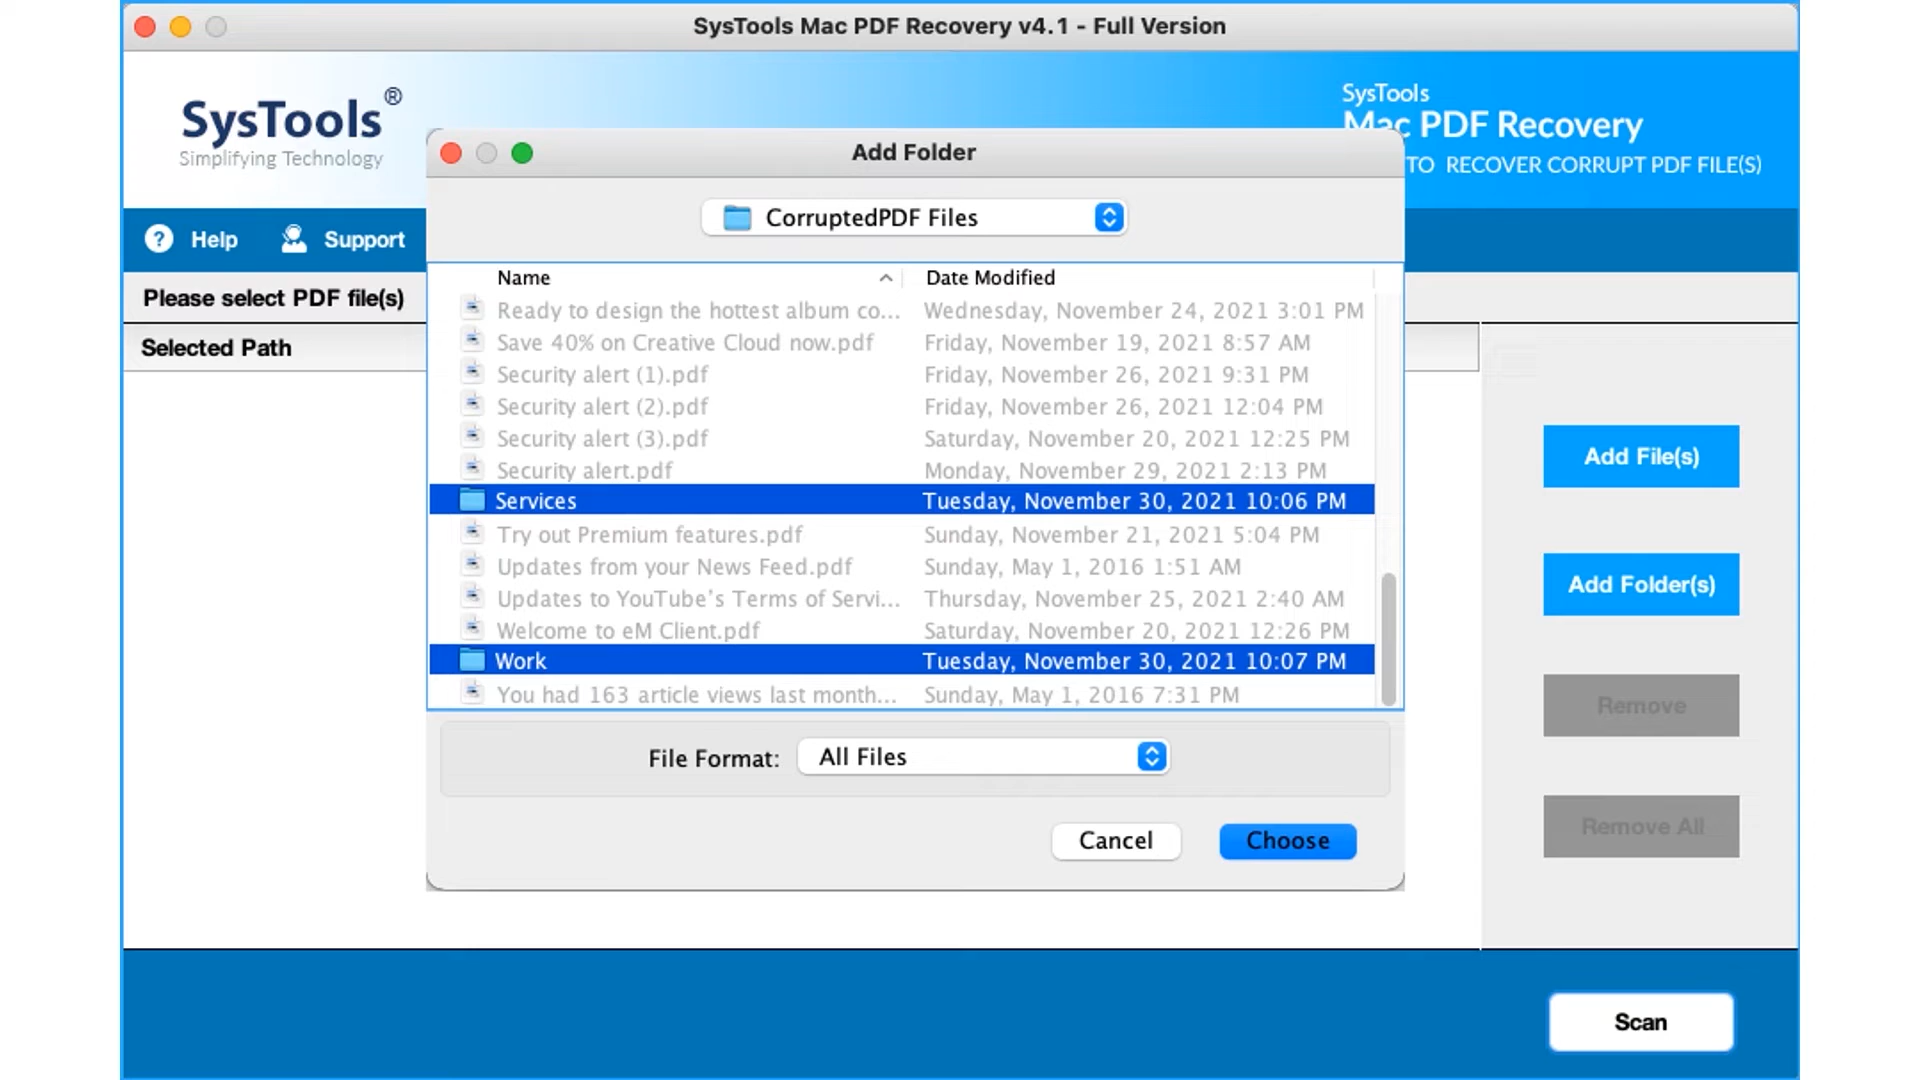 SysTools Mac PDF Recovery v4.1 - Full Version
SysTools®
Simplifying Technology
SysTools
Mac PDF Recovery
TO RECOVER CORRUPT PDF FILE(S)
Help Support
Please select PDF file(s)
Selected Path
Add Folder
CorruptedPDF Files
Name Date Modified
Ready to design the hottest album co... Wednesday, November 24, 2021 3:01 PM
Save 40% on Creative Cloud now.pdf Friday, November 19, 2021 8:57 AM
Security alert (1).pdf Friday, November 26, 2021 9:31 PM
Security alert (2).pdf Friday, November 26, 2021 12:04 PM
Security alert (3).pdf Saturday, November 20, 2021 12:25 PM
Security alert.pdf Monday, November 29, 2021 2:13 PM
Services Tuesday, November 30, 2021 10:06 PM
Try out Premium features.pdf Sunday, November 21, 2021 5:04 PM
Updates from your News Feed.pdf Sunday, May 1, 2016 1:51 AM
Updates to YouTube’s Terms of Servi... Thursday, November 25, 2021 2:40 AM
Welcome to eM Client.pdf Saturday, November 20, 2021 12:26 PM
Work Tuesday, November 30, 2021 10:07 PM
You had 163 article views last month... Sunday, May 1, 2016 7:31 PM
File Format: All Files
Cancel Choose
Add File(s)
Add Folder(s)
Remove
Remove All
Scan